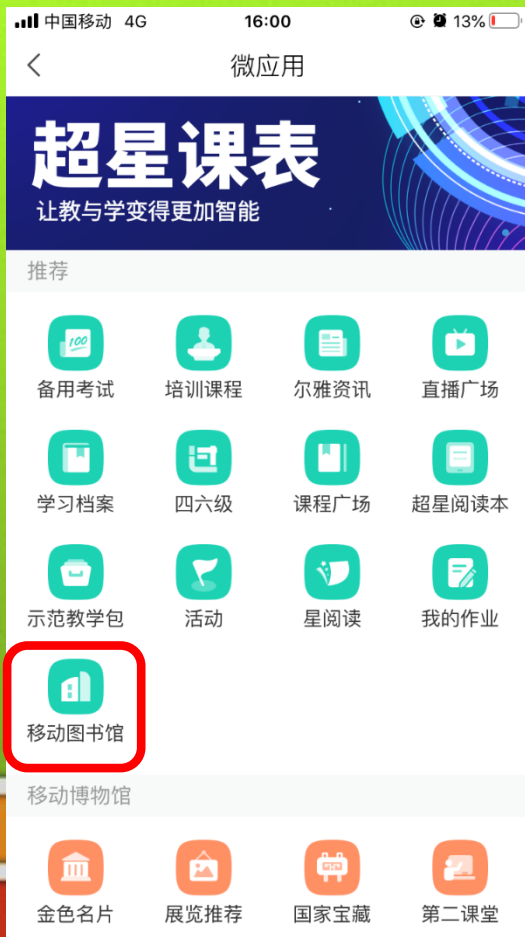 中国移动 4G 16:00 13%
微应用
超星课表
让教与学变得更加智能
推荐
100
备用考试 培训课程 尔雅资讯 直播广场
学习档案 四六级 课程广场 超星阅读本
示范教学包 活动 星阅读 我的作业
移动图书馆
移动博物馆
金色名片 展览推荐 国家宝藏 第二课堂